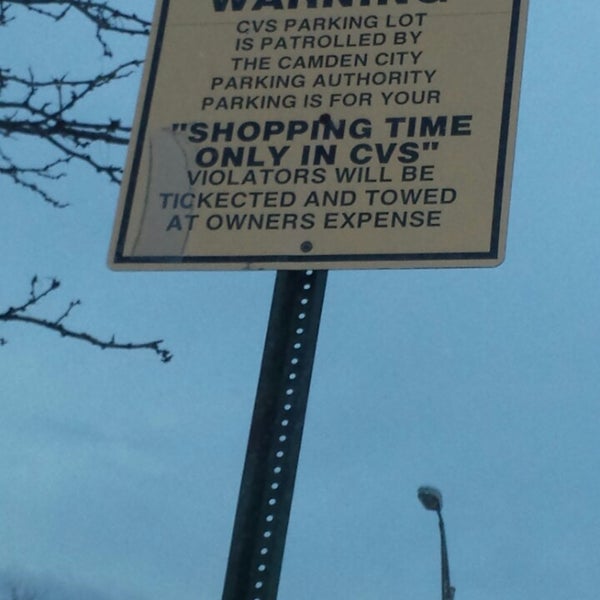 WARNING
CVS PARKING LOT
IS PATROLLED BY
THE CAMDEN CITY
PARKING AUTHORITY
PARKING IS FOR YOUR
"SHOPPING TIME
ONLY IN CVS"
VIOLATORS WILL BE
TICKECTED AND TOWED
AT OWNERS EXPENSE